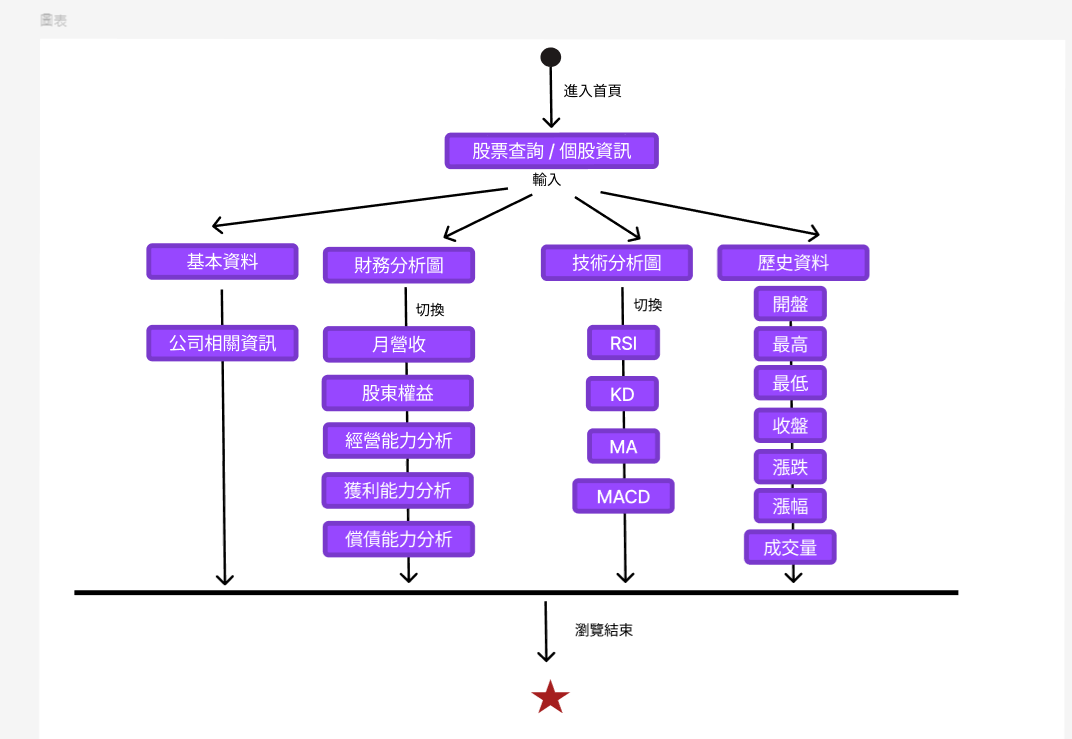 圖表
進入首頁
股票查詢 / 個股資訊
輸入
基本資料
公司相關資訊
財務分析圖
切換
月營收
股東權益
經營能力分析
獲利能力分析
償債能力分析
技術分析圖
切換
RSI
KD
MA
MACD
歷史資料
開盤
最高
最低
收盤
漲跌
漲幅
成交量
瀏覽結束